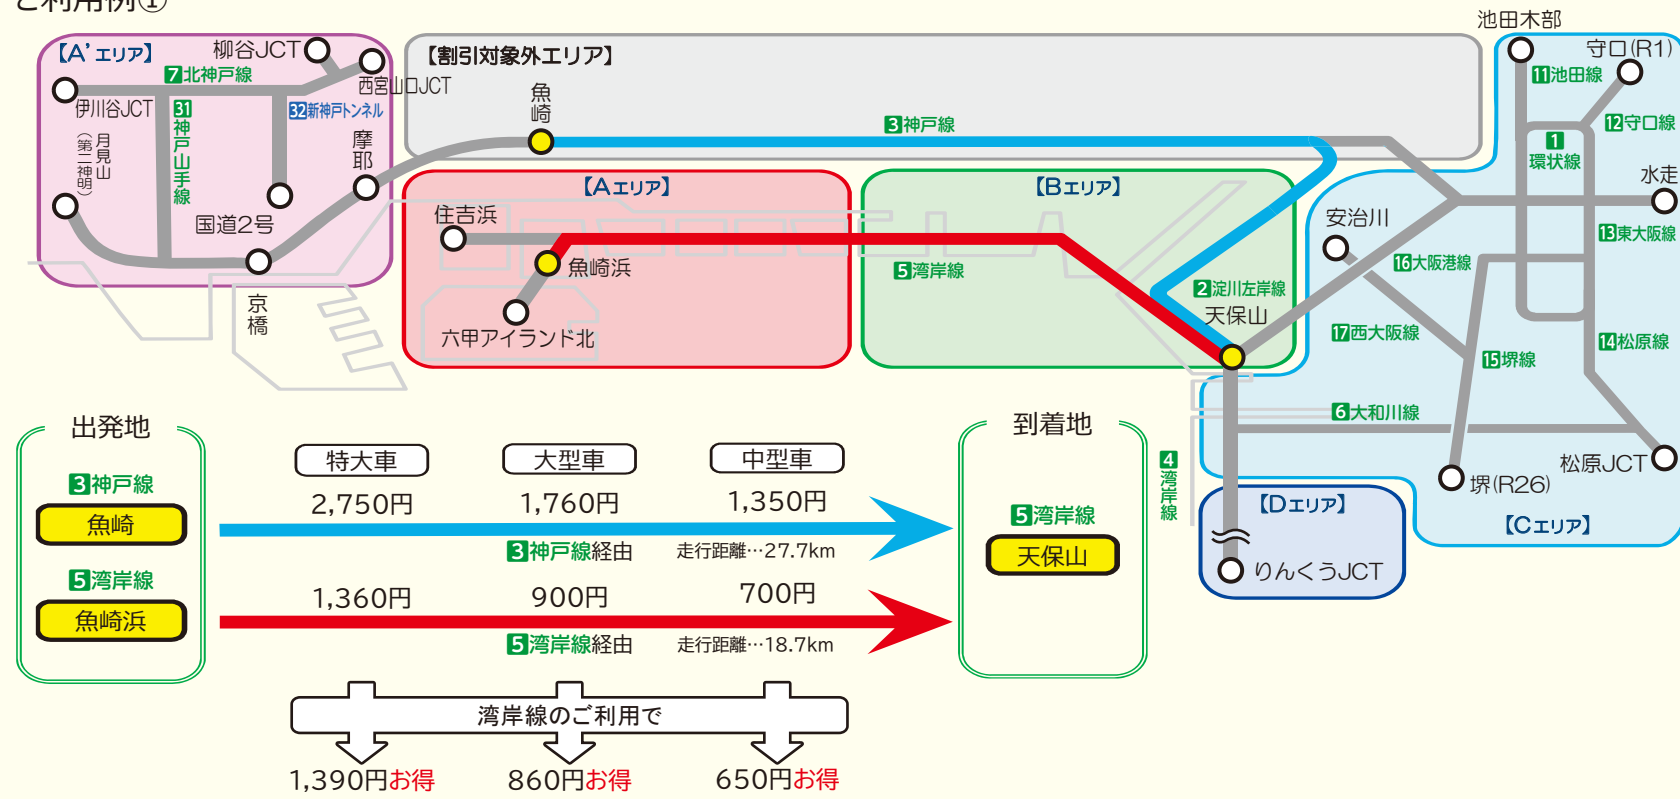 ご利用例①
【A’エリア】
柳谷JCT
7北神戸線
西宮山口JCT
伊川谷JCT
31神戸山手線
32新神戸トンネル
月見山
(第二神明)
摩耶
国道2号
京橋
【割引対象外エリア】
魚崎
3神戸線
【Aエリア】
住吉浜
魚崎浜
六甲アイランド北
【Bエリア】
5湾岸線
2淀川左岸線
天保山
池田木部
守口(R1)
11池田線
12守口線
1
環状線
水走
安治川
13東大阪線
16大阪港線
17西大阪線
15堺線
14松原線
6大和川線
4湾岸線
堺(R26)
松原JCT
【Cエリア】
【Dエリア】
りんくうJCT
出発地
到着地
特大車 大型車 中型車
3神戸線
魚崎
2,750円 1,760円 1,350円
3神戸線経由 走行距離…27.7km
5湾岸線
天保山
5湾岸線
魚崎浜
1,360円 900円 700円
5湾岸線経由 走行距離…18.7km
湾岸線のご利用で
1,390円お得 860円お得 650円お得